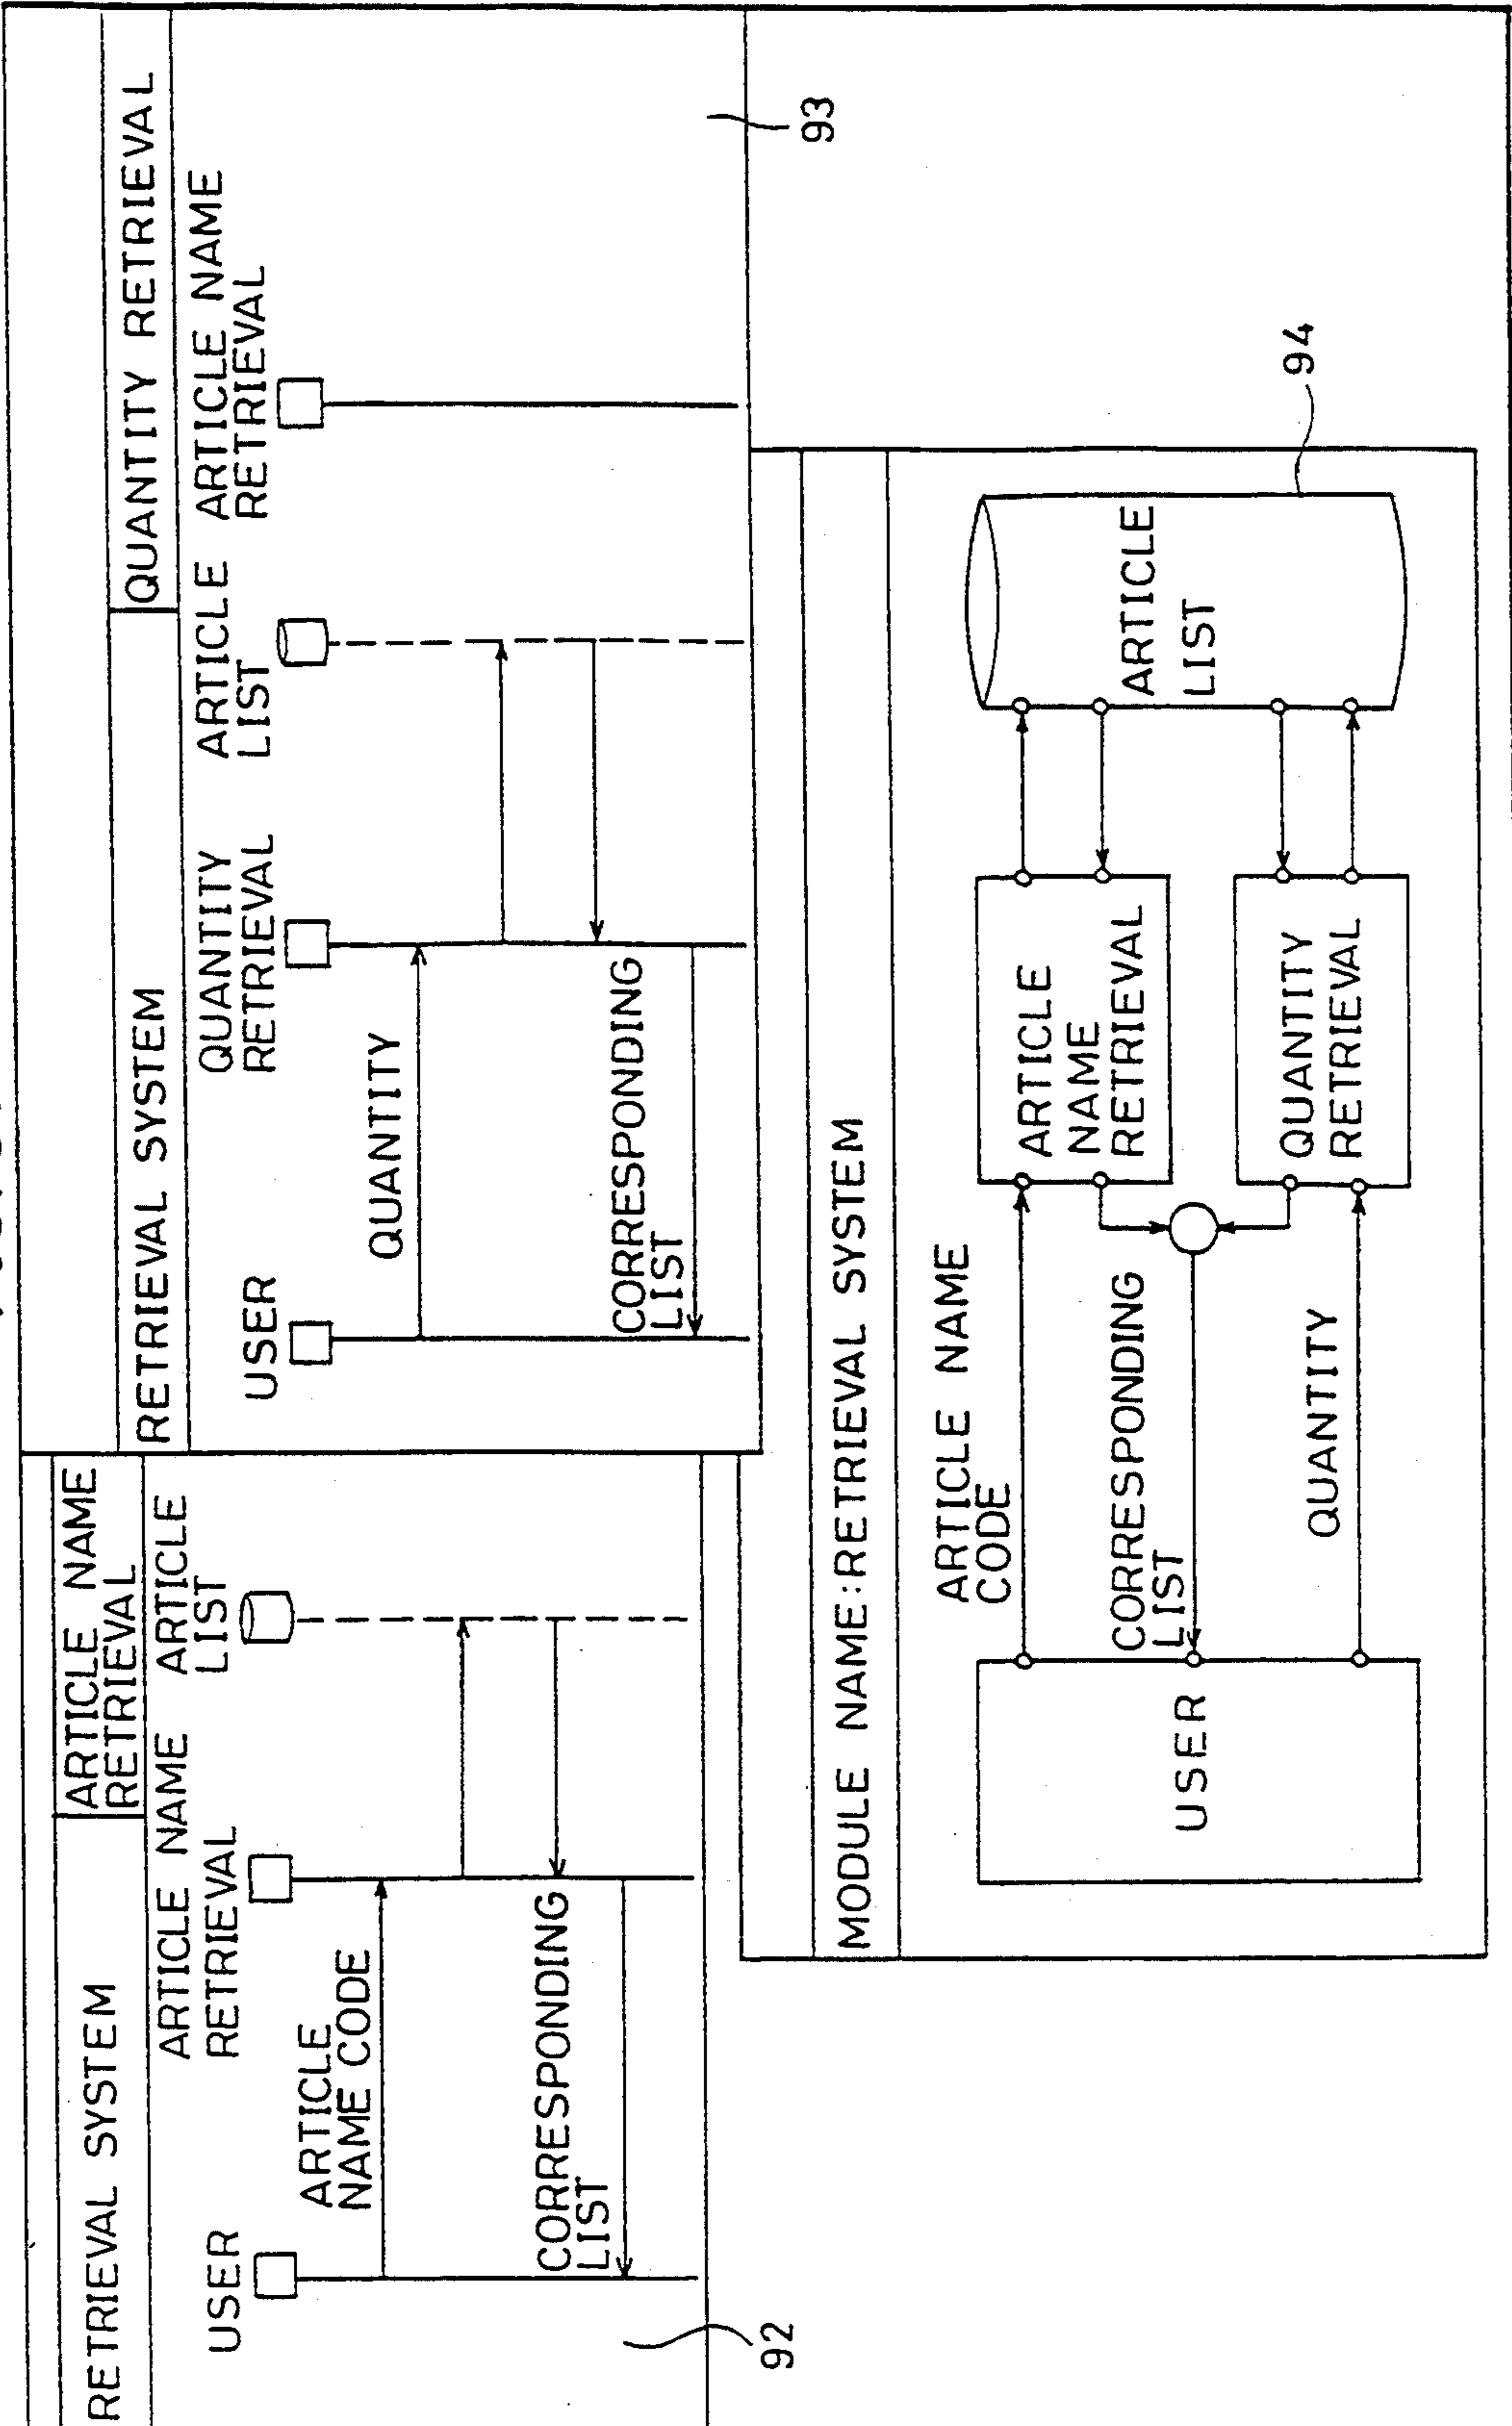 RETRIEVAL SYSTEM
ARTICLE NAME
RETRIEVAL
USER
ARTICLE NAME
RETRIEVAL
ARTICLE
LIST
ARTICLE
NAME CODE
CORRESPONDING
LIST
92
RETRIEVAL SYSTEM
QUANTITY RETRIEVAL
USER
QUANTITY
RETRIEVAL
ARTICLE
LIST
ARTICLE NAME
RETRIEVAL
QUANTITY
CORRESPONDING
LIST
93
MODULE NAME:RETRIEVAL SYSTEM
USER
ARTICLE NAME
CODE
CORRESPONDING
LIST
QUANTITY
ARTICLE
NAME
RETRIEVAL
QUANTITY
RETRIEVAL
ARTICLE
LIST
94